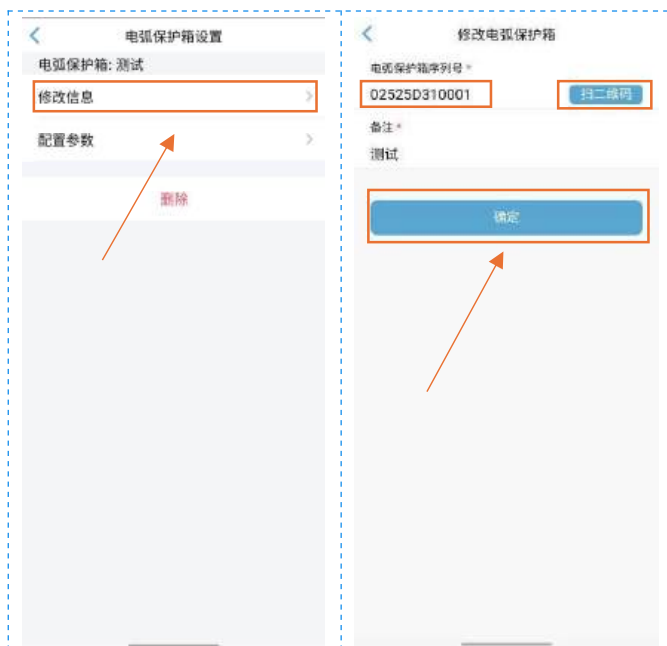 电弧保护箱设置
电弧保护箱: 测试
修改信息
配置参数
删除
修改电弧保护箱
电弧保护箱序列号*
02525D310001
扫二维码
备注*
测试
确定